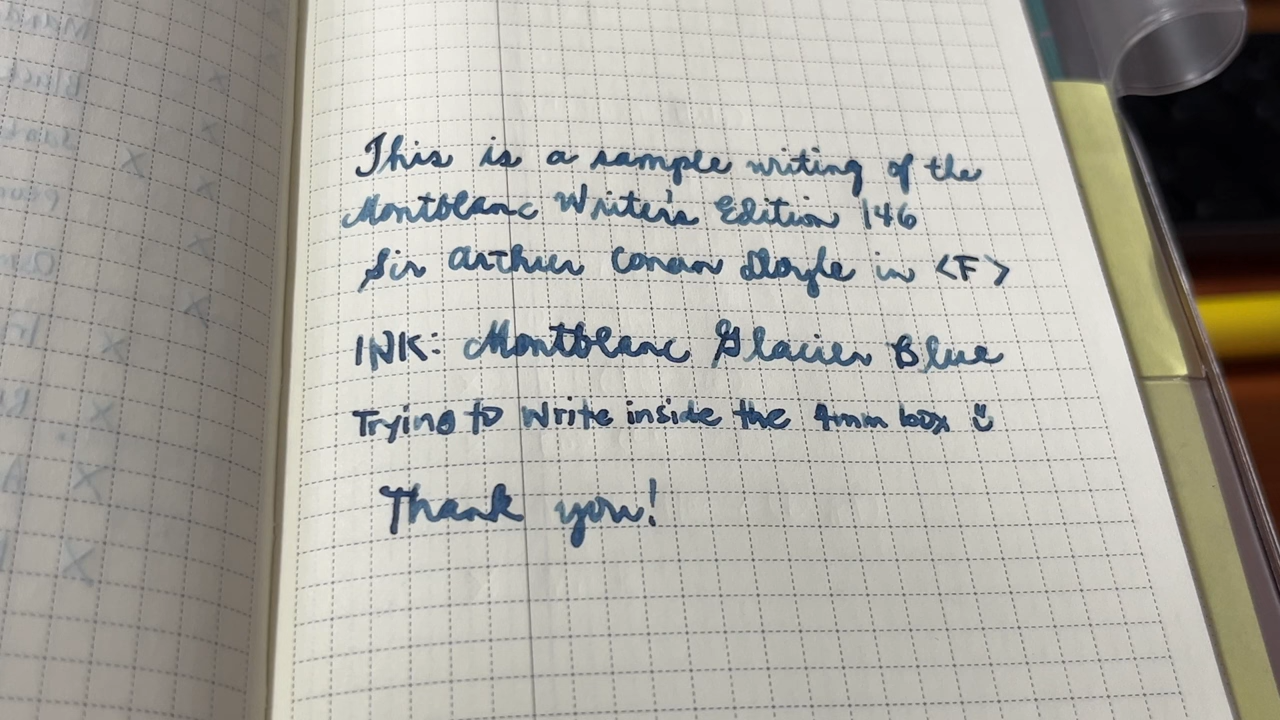 This is a sample writing of the
Montblanc Writer's Edition 146
Sir Arthur Conan Doyle in <F>
INK: Montblanc Glacier Blue
Trying to Write inside the 4mm box
Thank you!